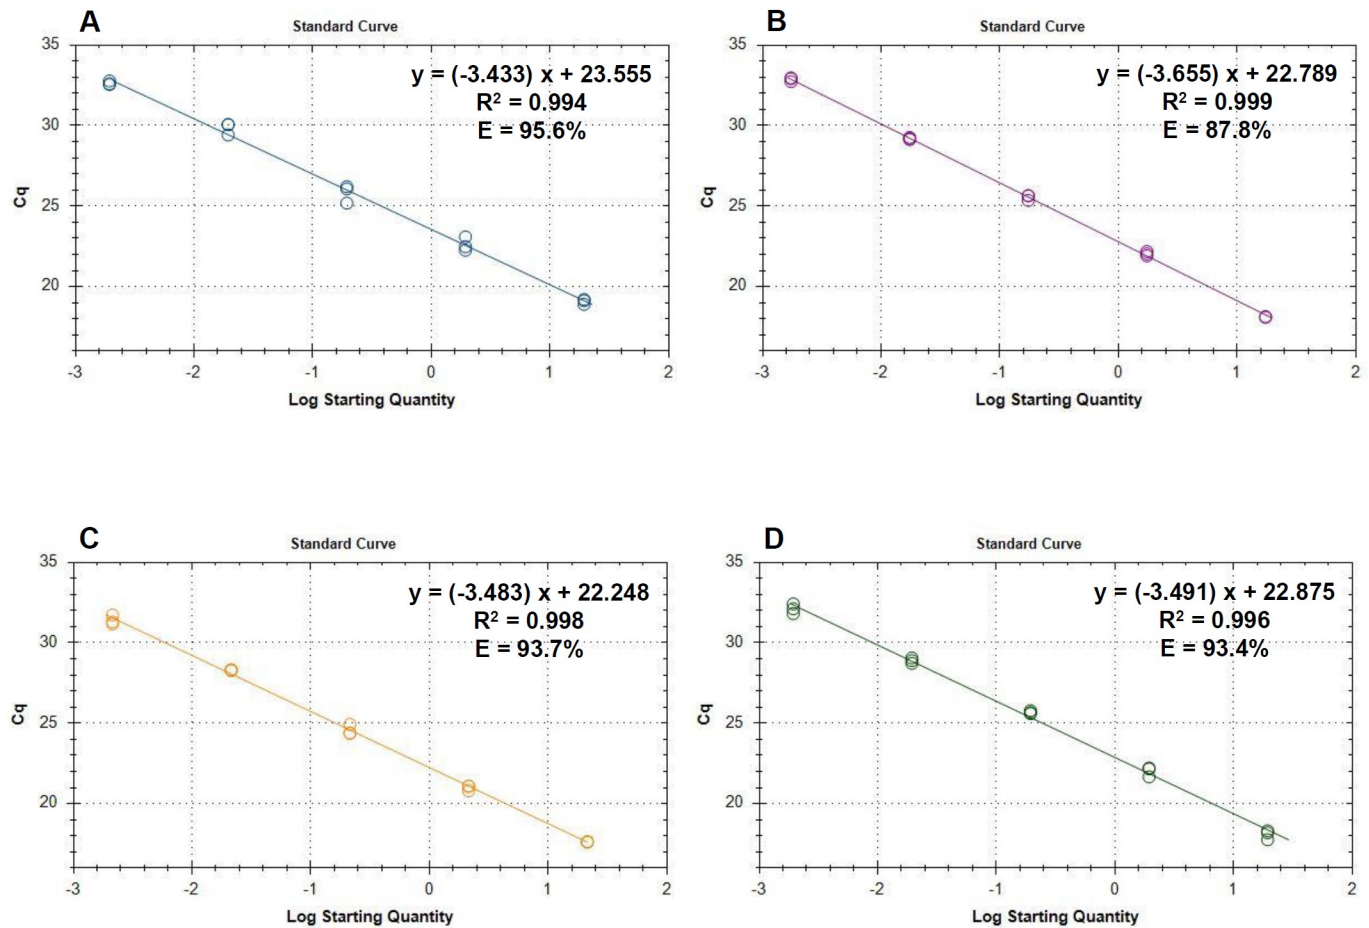 A
Standard Curve
y = (-3.433) x + 23.555
R² = 0.994
E = 95.6%
35
30
25
20
Cq
-3 -2 -1 0 1 2
Log Starting Quantity
B
Standard Curve
y = (-3.655) x + 22.789
R² = 0.999
E = 87.8%
35
30
25
20
Cq
-3 -2 -1 0 1 2
Log Starting Quantity
C
Standard Curve
y = (-3.483) x + 22.248
R² = 0.998
E = 93.7%
35
30
25
20
Cq
-3 -2 -1 0 1 2
Log Starting Quantity
D
Standard Curve
y = (-3.491) x + 22.875
R² = 0.996
E = 93.4%
35
30
25
20
Cq
-3 -2 -1 0 1 2
Log Starting Quantity